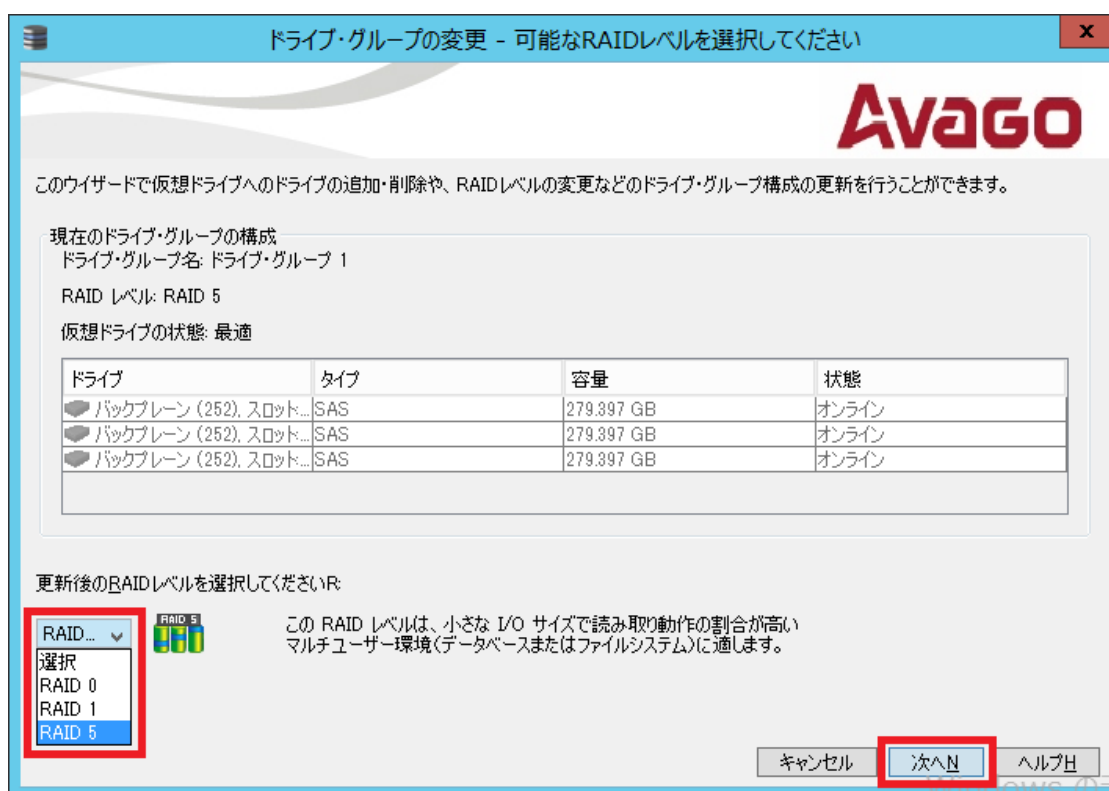 ドライブ・グループの変更 - 可能なRAIDレベルを選択してください
x
Avago
このウイザードで仮想ドライブへのドライブの追加・削除や、RAIDレベルの変更などのドライブ・グループ構成の更新を行うことができます。
現在のドライブ・グループの構成
ドライブ・グループ名: ドライブ・グループ 1
RAID レベル: RAID 5
仮想ドライブの状態: 最適
ドライブ タイプ 容量 状態
バックプレーン (252), スロット... SAS 279.397 GB オンライン
バックプレーン (252), スロット... SAS 279.397 GB オンライン
バックプレーン (252), スロット... SAS 279.397 GB オンライン
更新後のRAIDレベルを選択してくださいR:
RAID...
RAID 5
この RAID レベルは、小さな I/O サイズで読み取り動作の割合が高い
マルチユーザー環境(データベースまたはファイルシステム)に適します。
選択
RAID 0
RAID 1
RAID 5
キャンセル 次へN ヘルプH